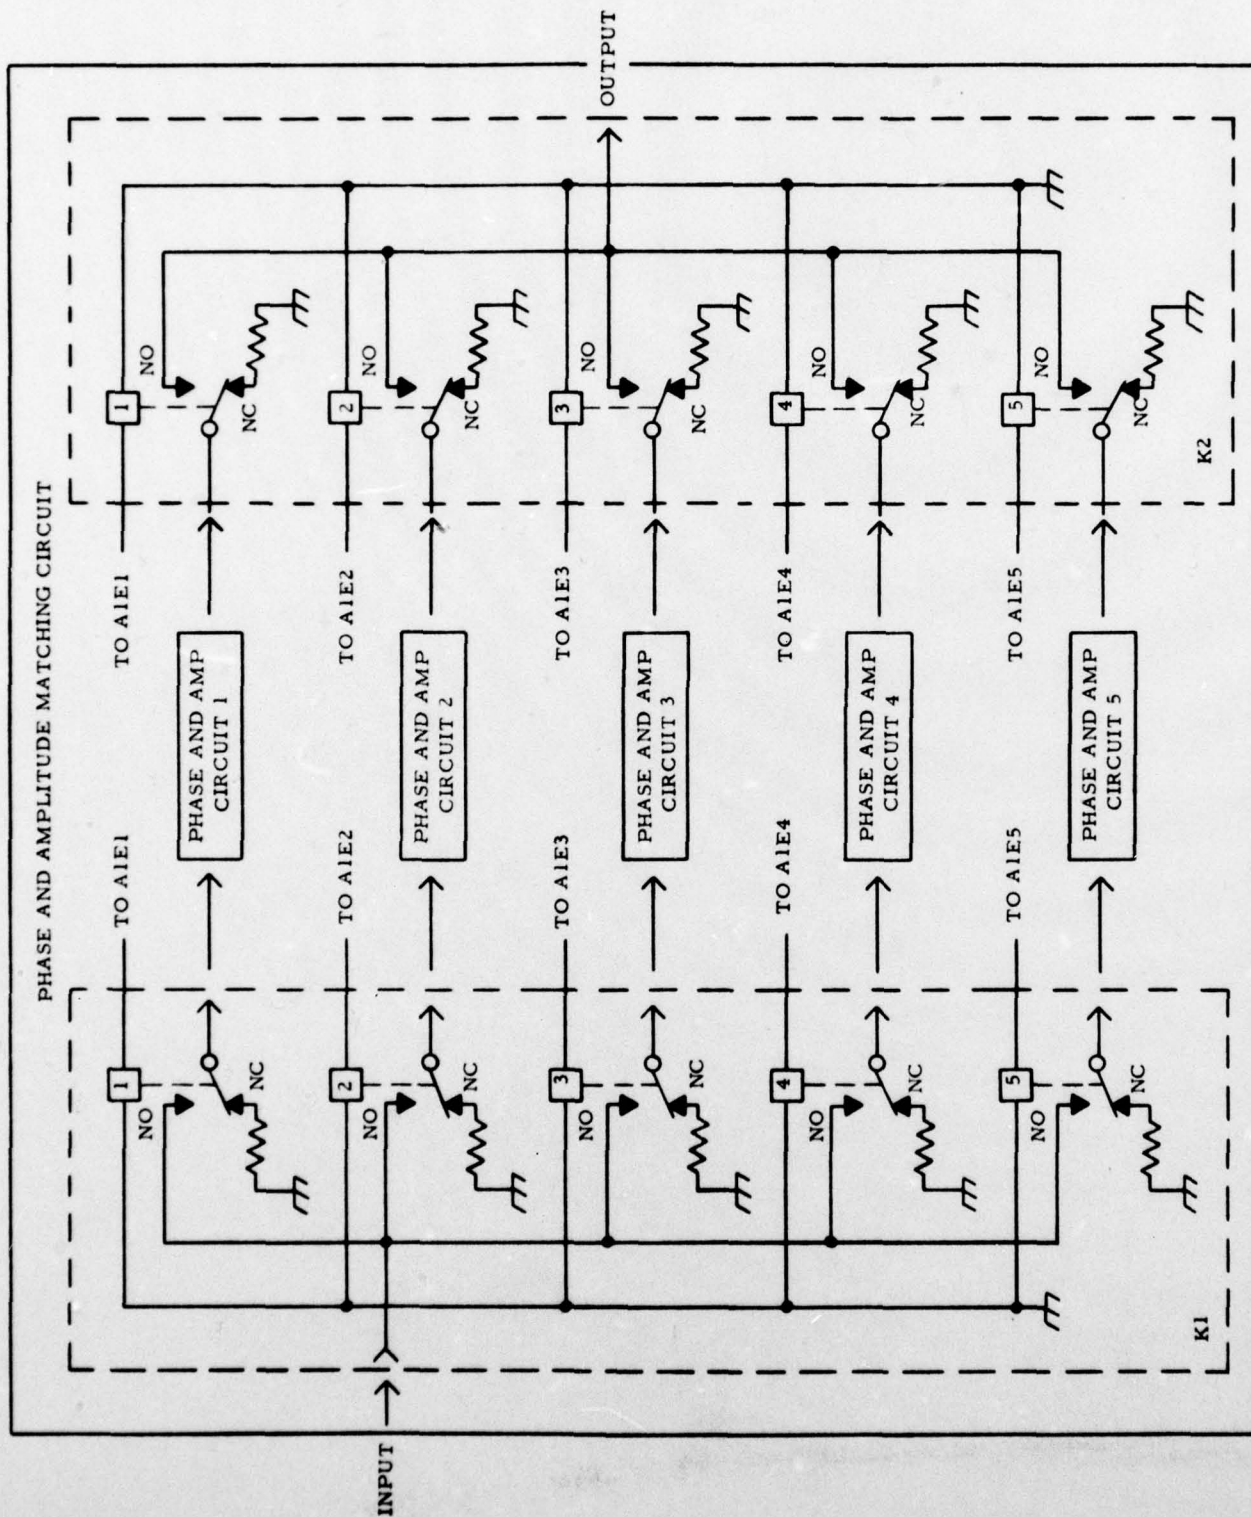 PHASE AND AMPLITUDE MATCHING CIRCUIT
INPUT
OUTPUT
1
NO
NC
TO A1E1
PHASE AND AMP
CIRCUIT 1
TO A1E1
1
NO
NC
2
NO
NC
TO A1E2
PHASE AND AMP
CIRCUIT 2
TO A1E2
2
NO
NC
3
NO
NC
TO A1E3
PHASE AND AMP
CIRCUIT 3
TO A1E3
3
NO
NC
4
NO
NC
TO A1E4
PHASE AND AMP
CIRCUIT 4
TO A1E4
4
NO
NC
5
NO
NC
TO A1E5
PHASE AND AMP
CIRCUIT 5
TO A1E5
5
NO
NC
K1
K2